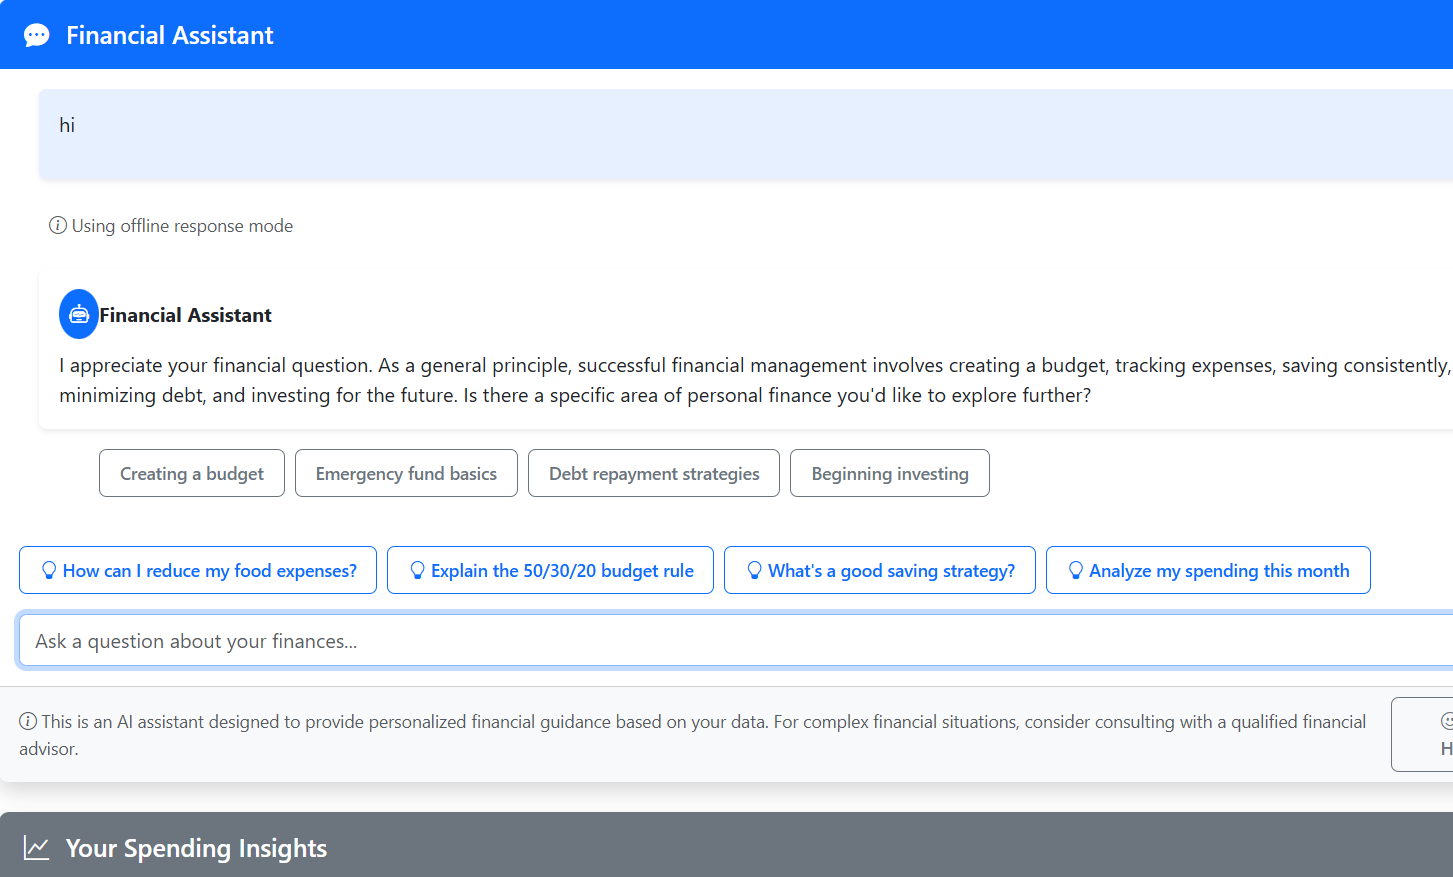 Financial Assistant
hi
Using offline response mode
Financial Assistant
I appreciate your financial question. As a general principle, successful financial management involves creating a budget, tracking expenses, saving consistently,
minimizing debt, and investing for the future. Is there a specific area of personal finance you'd like to explore further?
Creating a budget
Emergency fund basics
Debt repayment strategies
Beginning investing
How can I reduce my food expenses?
Explain the 50/30/20 budget rule
What's a good saving strategy?
Analyze my spending this month
Ask a question about your finances...
This is an AI assistant designed to provide personalized financial guidance based on your data. For complex financial situations, consider consulting with a qualified financial
advisor.
Your Spending Insights